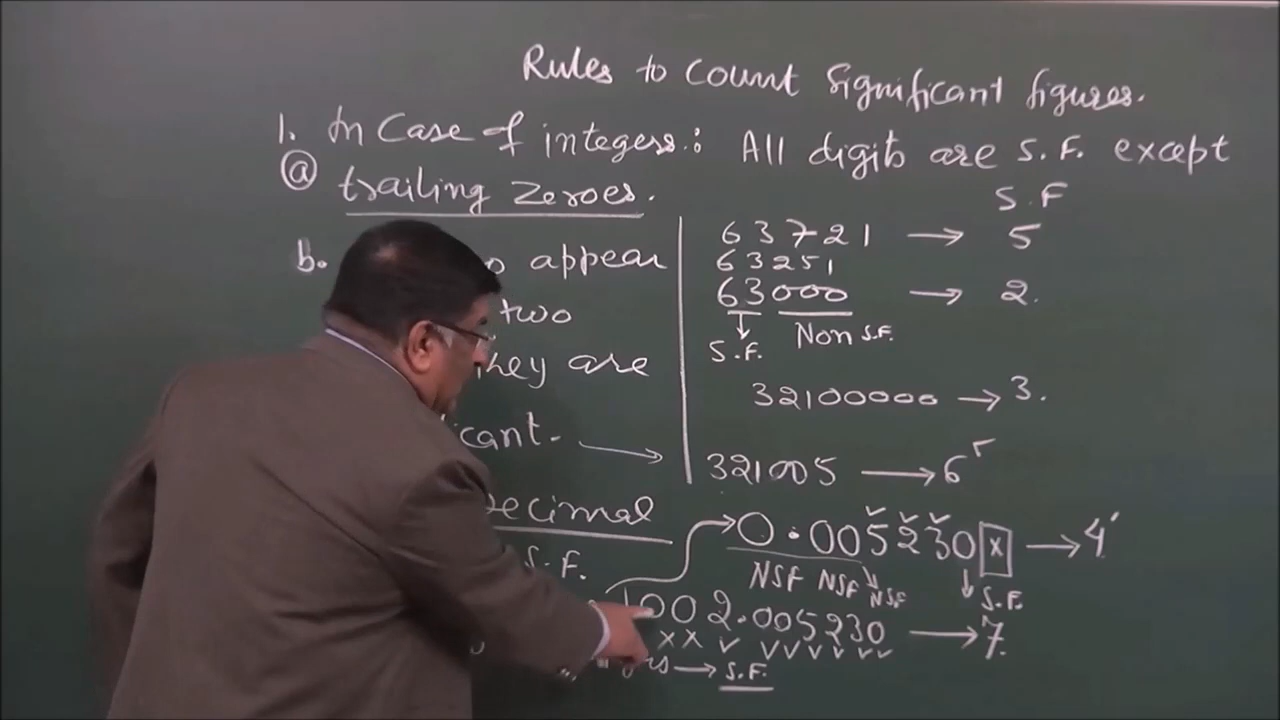 Rules to Count Significant figures.
1. In Case of integers: All digits are S.F. except
(a) trailing zeroes.
S.F
b. appear
two
they are
cant.
63721 → 5
63251
63000 → 2.
S.F. Non S.F.
32100000 → 3.
321005 → 6
ecimal
S.F.
0.005230 x → 4
NSF NSF NSF S.F.
1002.005230 → 7.
x x
→ S.F.